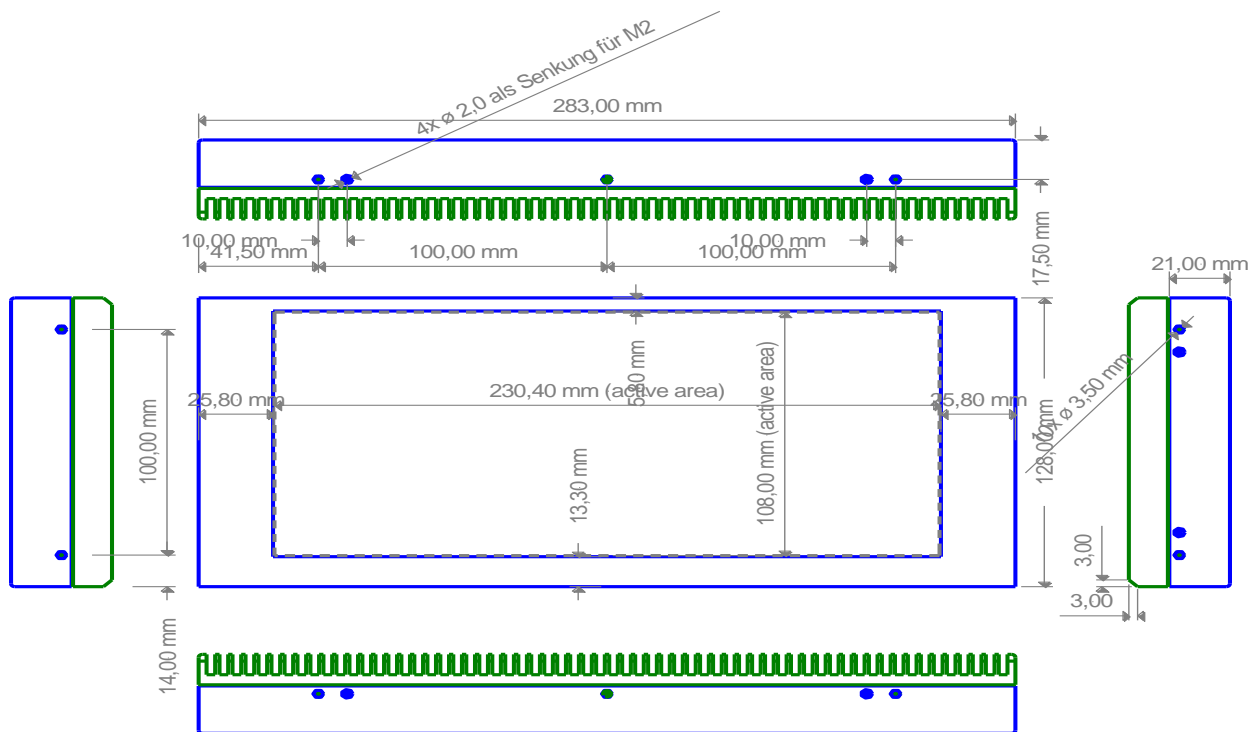 4x ø 2,0 als Senkung für M2
283,00 mm
10,00 mm
10,00 mm
41,50 mm
100,00 mm
100,00 mm
17,50 mm
21,00 mm
5,80 mm
230,40 mm (active area)
25,80 mm
25,80 mm
ø 3,50 mm
100,00 mm
108,00 mm (active area)
128,00 mm
13,30 mm
3,00
3,00
14,00 mm